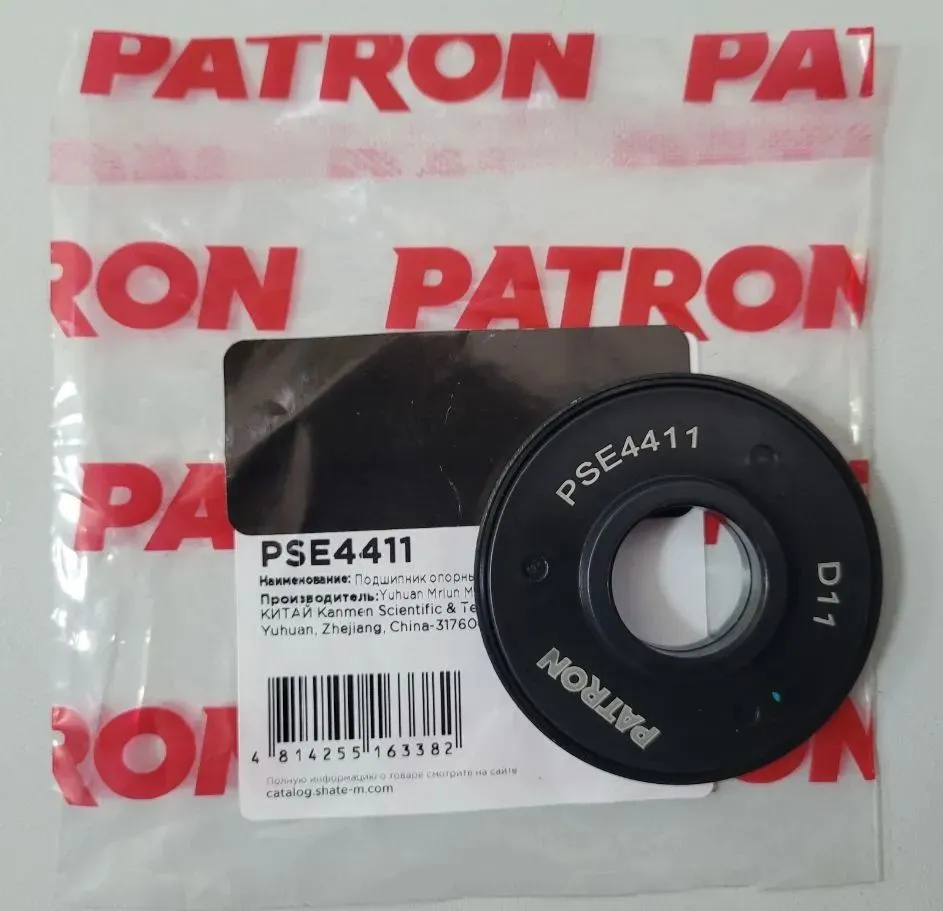 PATRON PAT
RON PATRON
PA
RON
PSE4411
Наименование: Подшипник опорны
Производитель: Yuhuan Mrlun M
КИТАЙ Kanmen Scientific & Te
Yuhuan, Zhejiang, China-31760
4 814255 163382
Полную информацию о товаре смотрите на сайте
catalog.shate-m.com
PSE4411
D11
PATRON